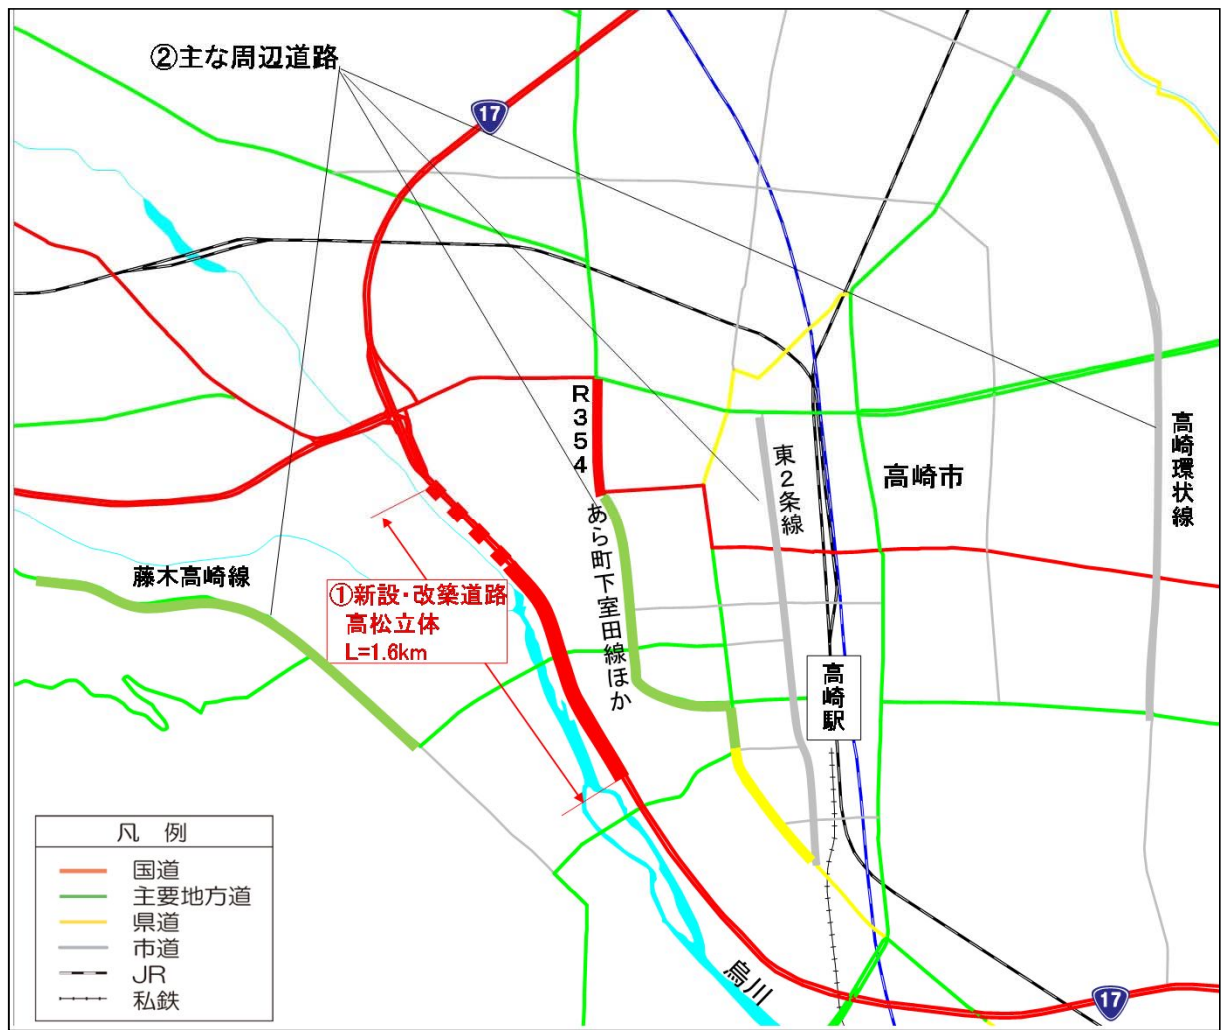 ②主な周辺道路
17
R354
東2条線
高崎市
高崎環状線
あら町下室田線ほか
藤木高崎線
①新設・改築道路
高松立体
L=1.6km
高崎駅
凡 例
国道
主要地方道
県道
市道
JR
私鉄
烏川
17